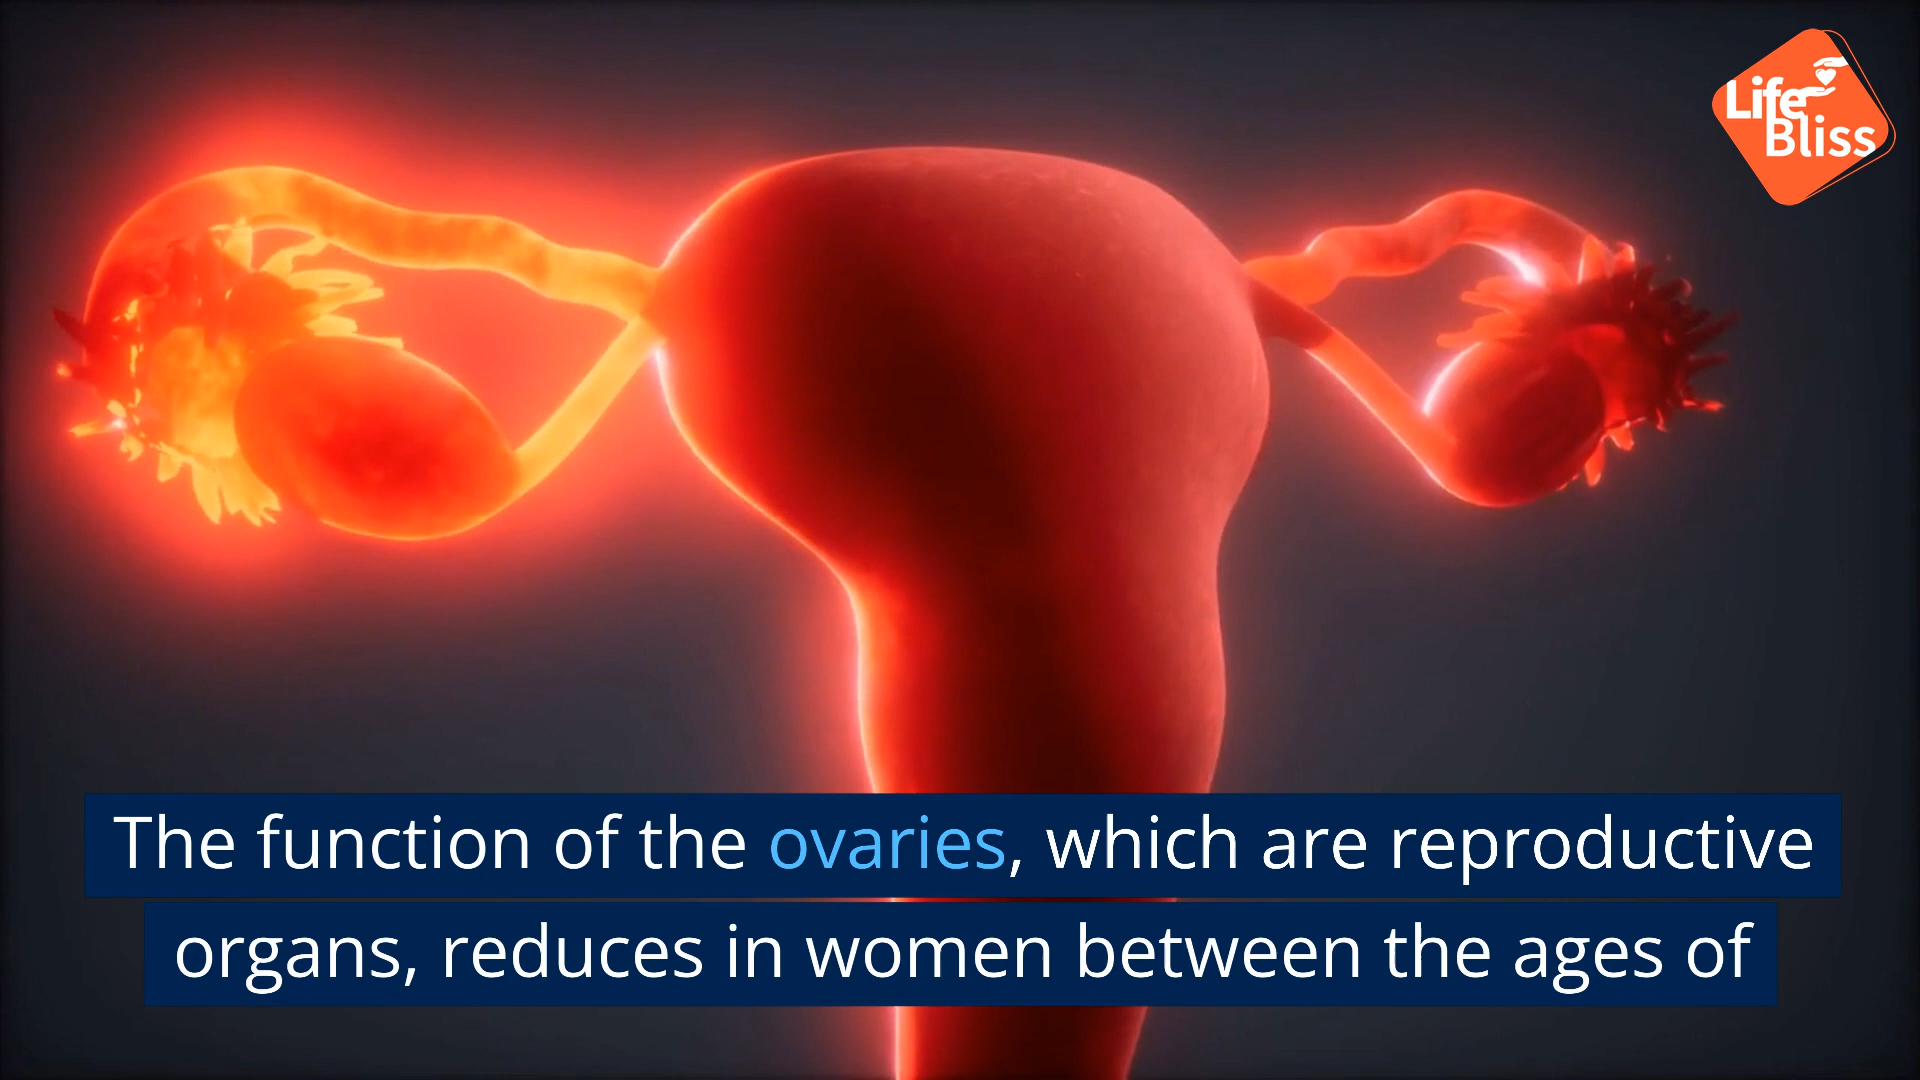 Life
Bliss
The function of the ovaries, which are reproductive
organs, reduces in women between the ages of